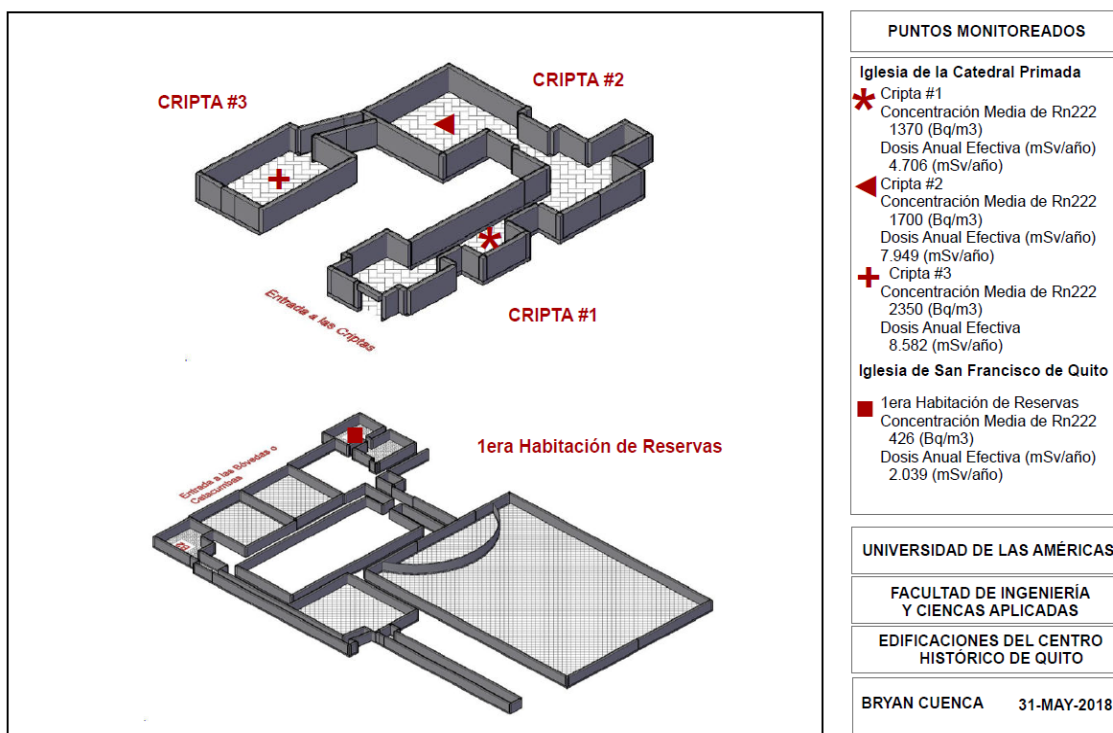 CRIPTA #2
CRIPTA #3
CRIPTA #1
Entrada a las Criptas
1era Habitación de Reservas
Entrada a las Bóvedas o
Catacumbas
PUNTOS MONITOREADOS
Iglesia de la Catedral Primada
Cripta #1
Concentración Media de Rn222
1370 (Bq/m3)
Dosis Anual Efectiva (mSv/año)
4.706 (mSv/año)
Cripta #2
Concentración Media de Rn222
1700 (Bq/m3)
Dosis Anual Efectiva (mSv/año)
7.949 (mSv/año)
Cripta #3
Concentración Media de Rn222
2350 (Bq/m3)
Dosis Anual Efectiva
8.582 (mSv/año)
Iglesia de San Francisco de Quito
1era Habitación de Reservas
Concentración Media de Rn222
426 (Bq/m3)
Dosis Anual Efectiva (mSv/año)
2.039 (mSv/año)
UNIVERSIDAD DE LAS AMÉRICAS
FACULTAD DE INGENIERÍA
Y CIENCAS APLICADAS
EDIFICACIONES DEL CENTRO
HISTÓRICO DE QUITO
BRYAN CUENCA 31-MAY-2018